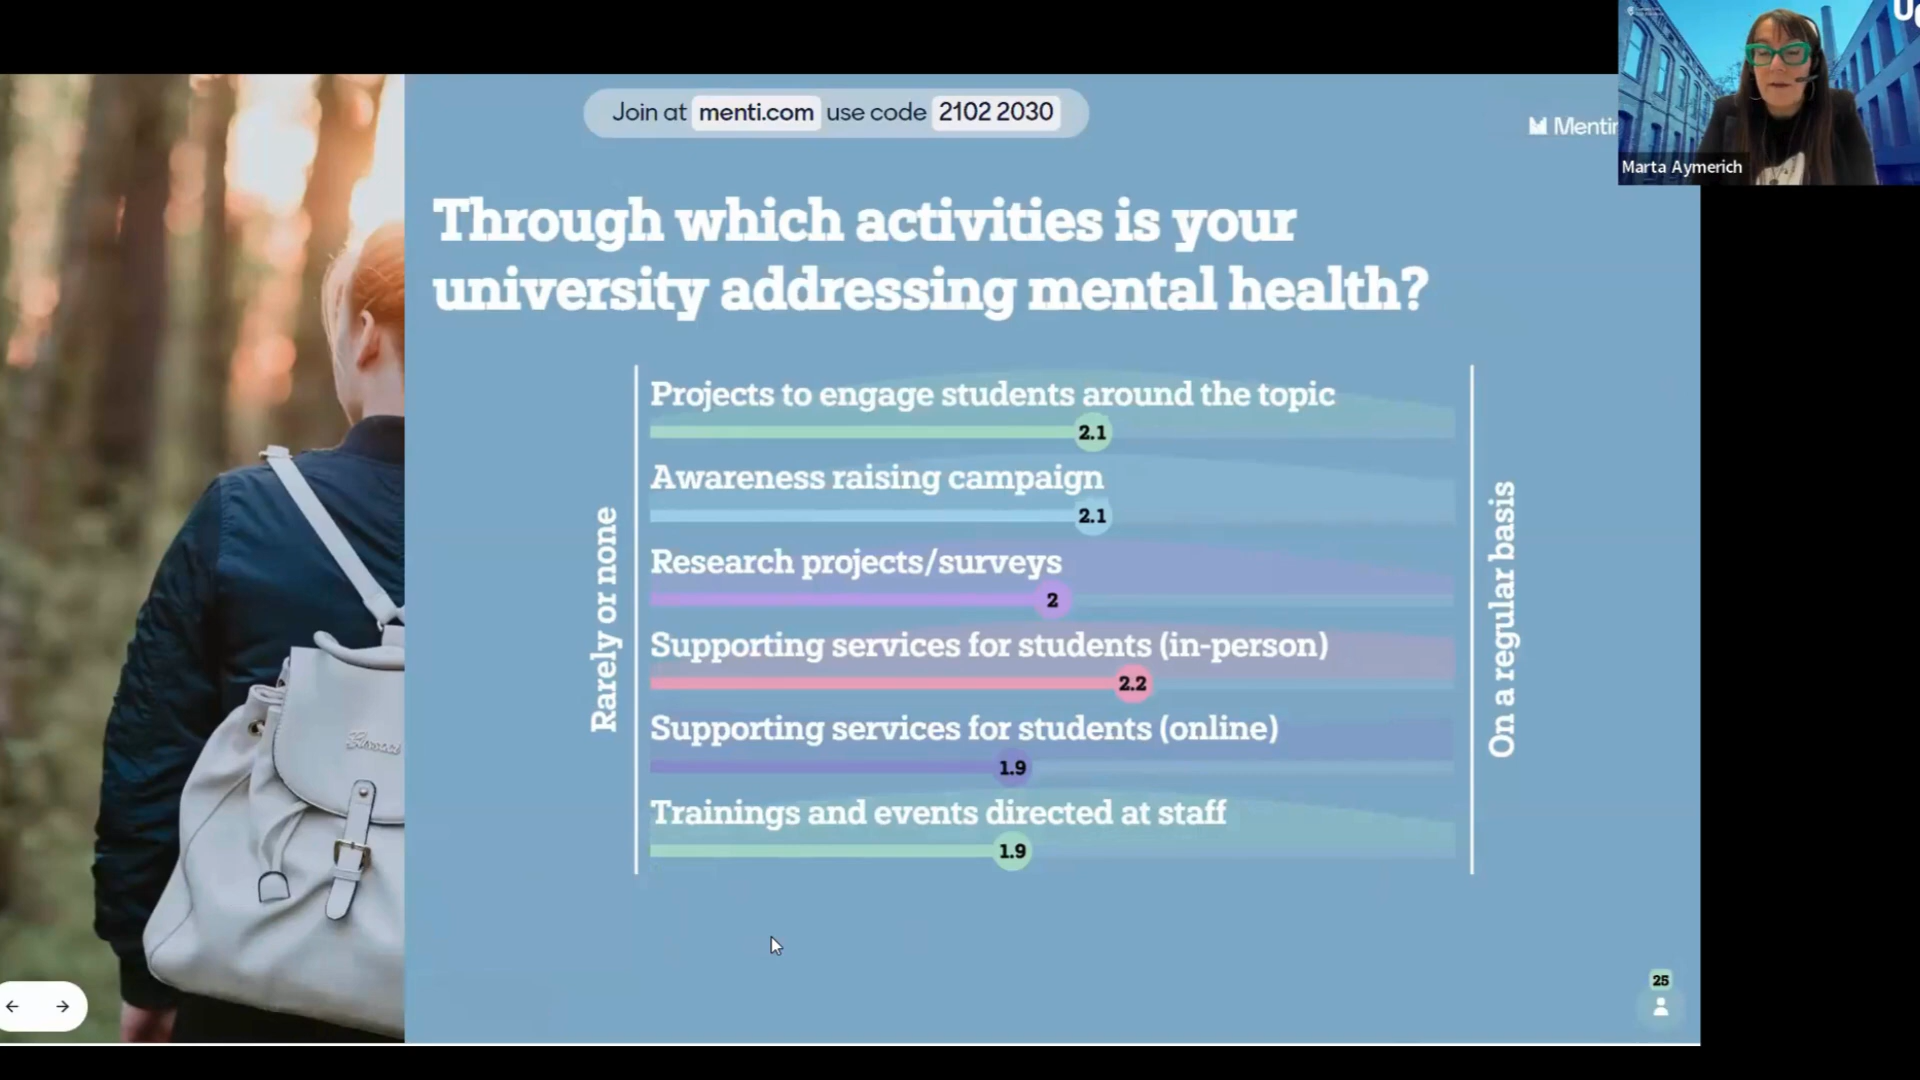 Join at menti.com use code 2102 2030
Mentim
Marta Aymerich
Through which activities is your
university addressing mental health?
Rarely or none
Projects to engage students around the topic
2.1
Awareness raising campaign
2.1
Research projects/surveys
2
Supporting services for students (in-person)
2.2
Supporting services for students (online)
1.9
Trainings and events directed at staff
1.9
On a regular basis
25